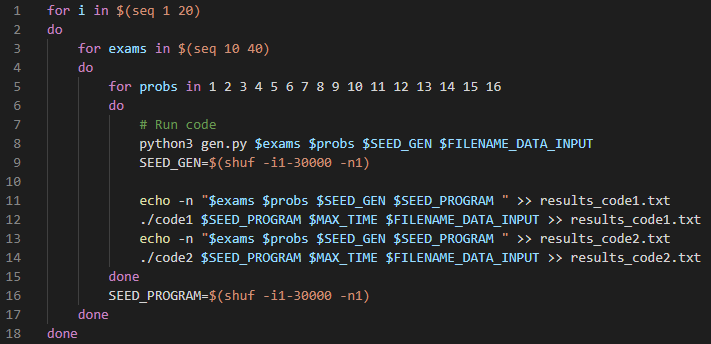 1 for i in $(seq 1 20)
2 do
3 for exams in $(seq 10 40)
4 do
5 for probs in 1 2 3 4 5 6 7 8 9 10 11 12 13 14 15 16
6 do
7 # Run code
8 python3 gen.py $exams $probs $SEED_GEN $FILENAME_DATA_INPUT
9 SEED_GEN=$(shuf -i1-30000 -n1)
10
11 echo -n "$exams $probs $SEED_GEN $SEED_PROGRAM " >> results_code1.txt
12 ./code1 $SEED_PROGRAM $MAX_TIME $FILENAME_DATA_INPUT >> results_code1.txt
13 echo -n "$exams $probs $SEED_GEN $SEED_PROGRAM " >> results_code2.txt
14 ./code2 $SEED_PROGRAM $MAX_TIME $FILENAME_DATA_INPUT >> results_code2.txt
15 done
16 SEED_PROGRAM=$(shuf -i1-30000 -n1)
17 done
18 done